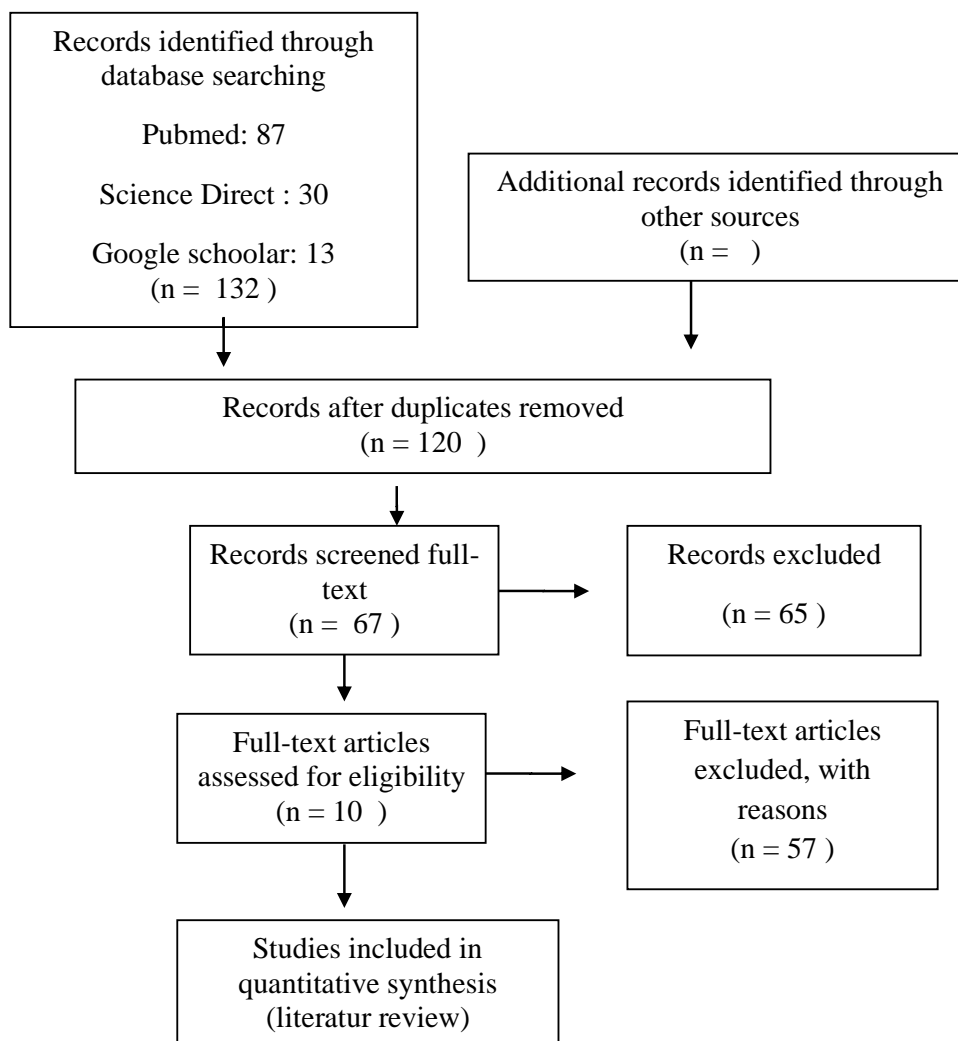 Records identified through
database searching
Pubmed: 87
Science Direct : 30
Google schoolar: 13
(n =  132 )
Additional records identified through
other sources
(n =   )
Records after duplicates removed
(n = 120  )
Records screened full-
text
(n =  67 )
Records excluded
(n = 65 )
Full-text articles
assessed for eligibility
(n = 10  )
Full-text articles
excluded, with
reasons
(n = 57 )
Studies included in
quantitative synthesis
(literatur review)